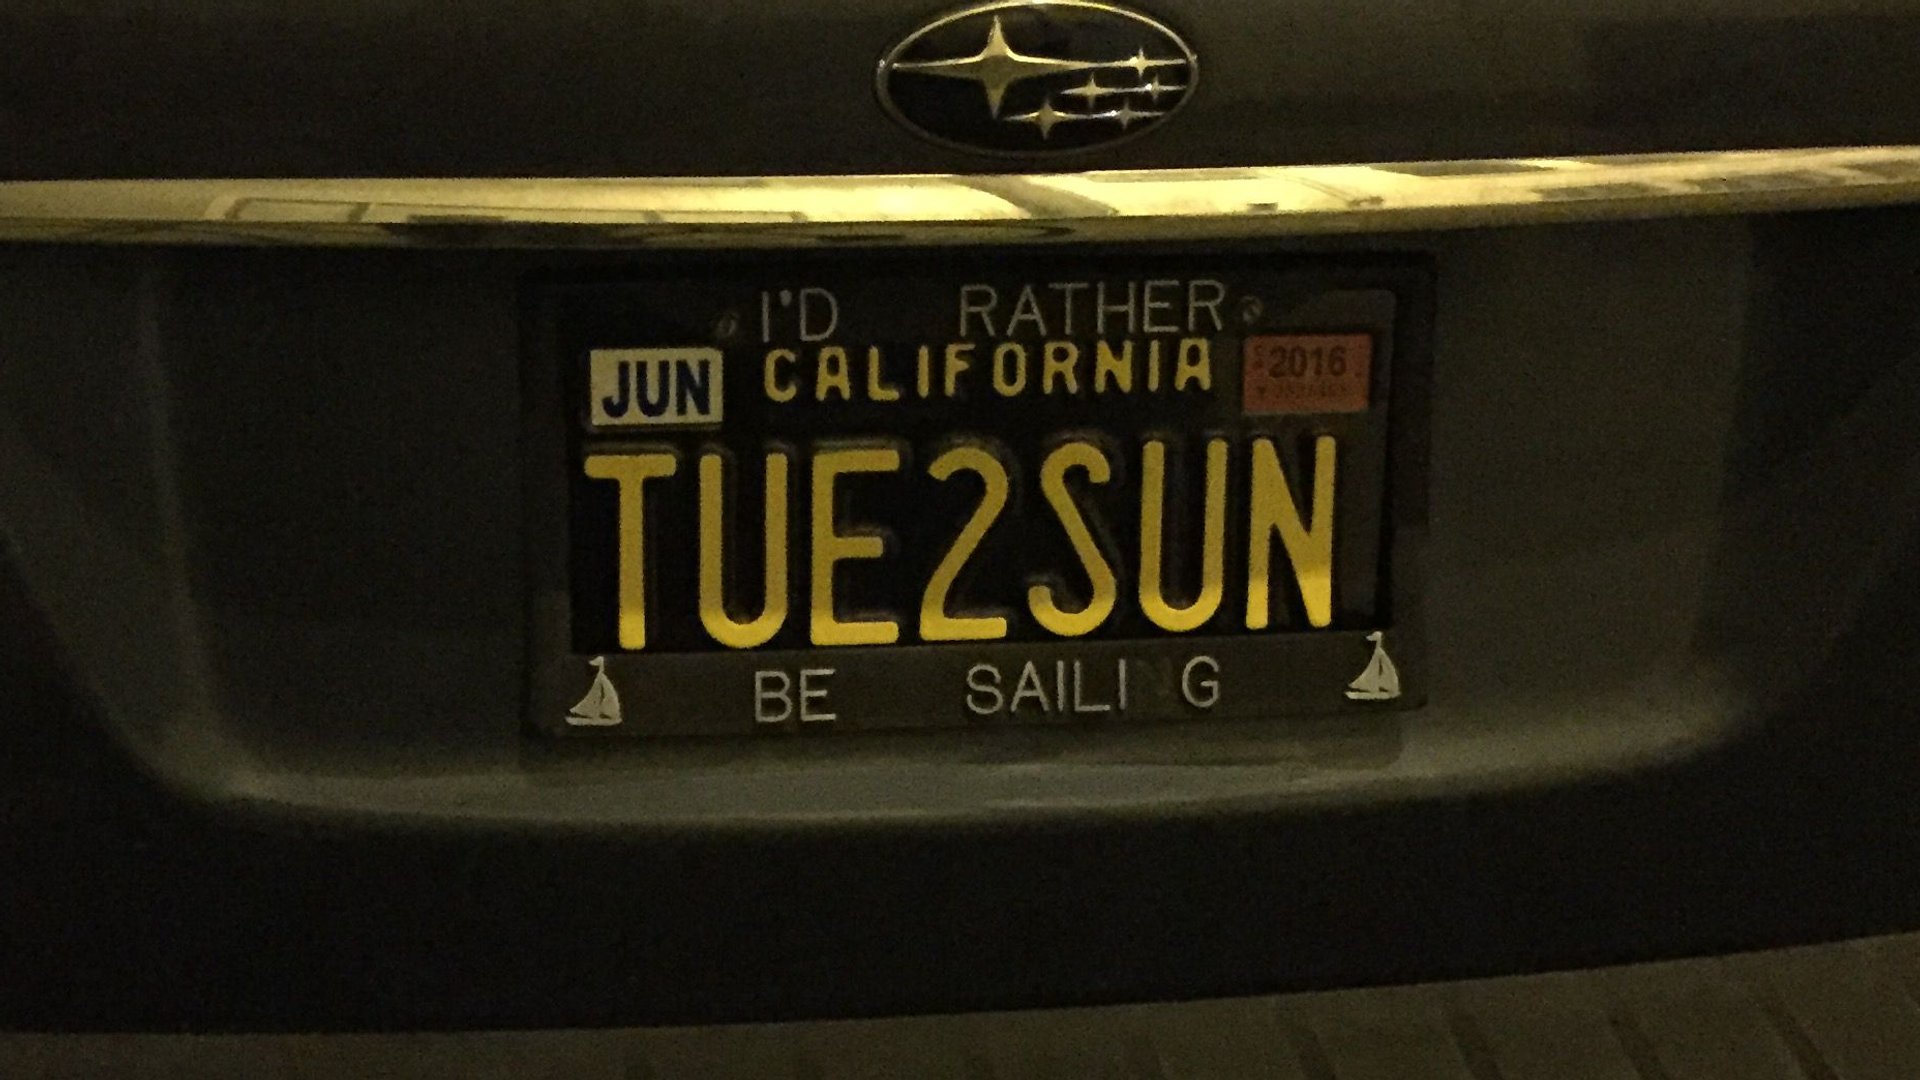 I'D RATHER
JUN CALIFORNIA 2016
TUE2SUN
BE SAILI G